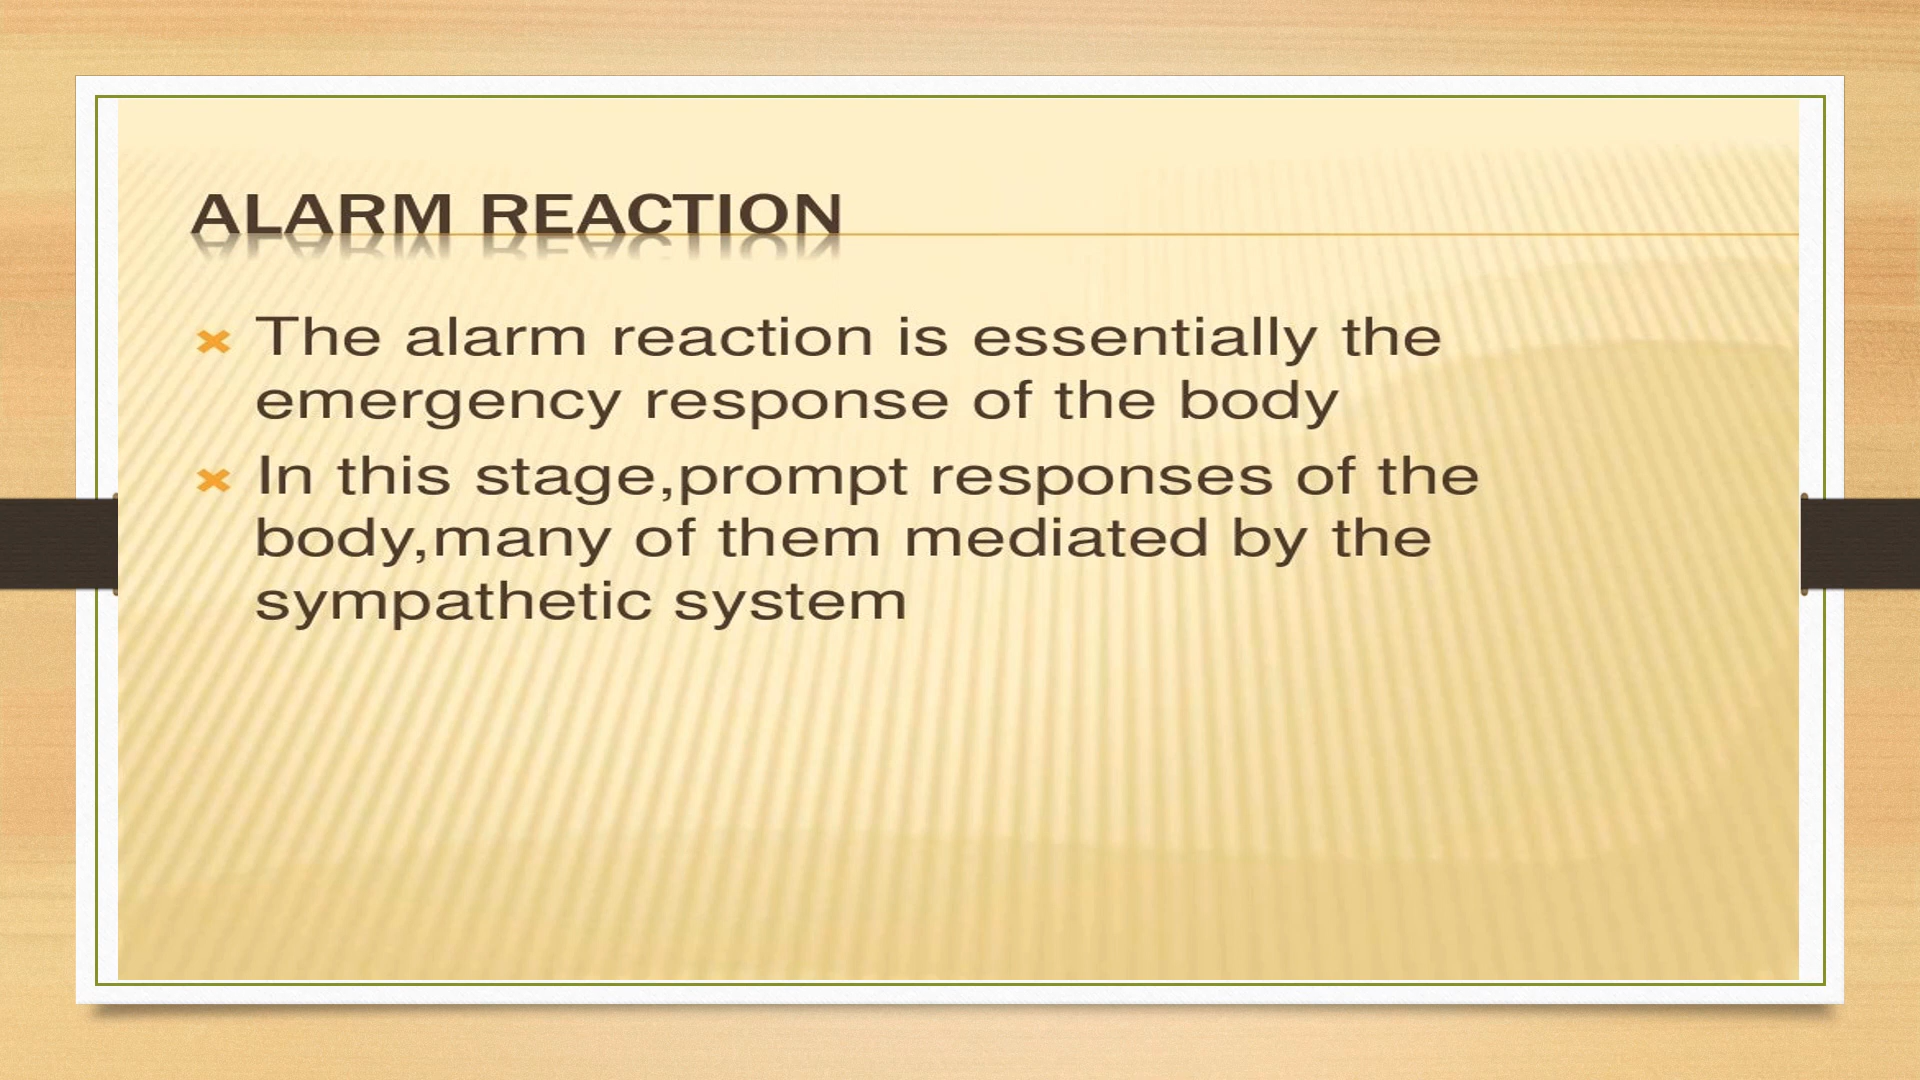 ALARM REACTION
The alarm reaction is essentially the
emergency response of the body
In this stage,prompt responses of the
body,many of them mediated by the
sympathetic system